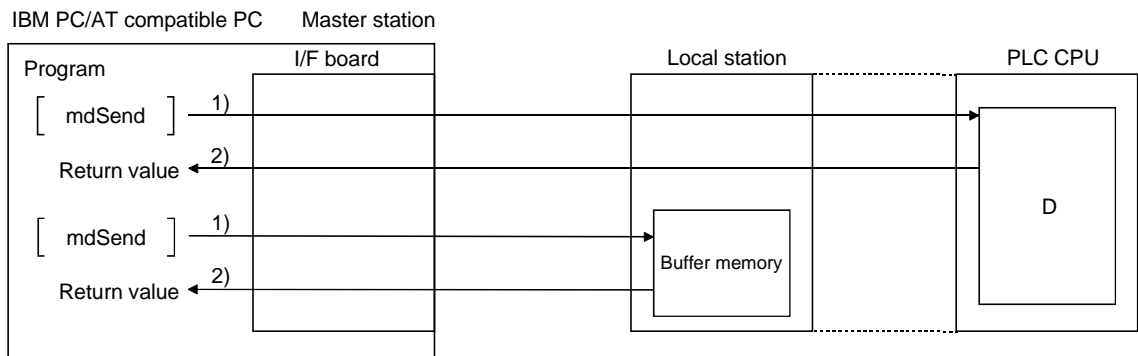 IBM PC/AT compatible PC Master station
Program
I/F board
Local station
PLC CPU
[ mdSend ] 1)
Return value 2)
D
[ mdSend ] 1)
Buffer memory
Return value 2)